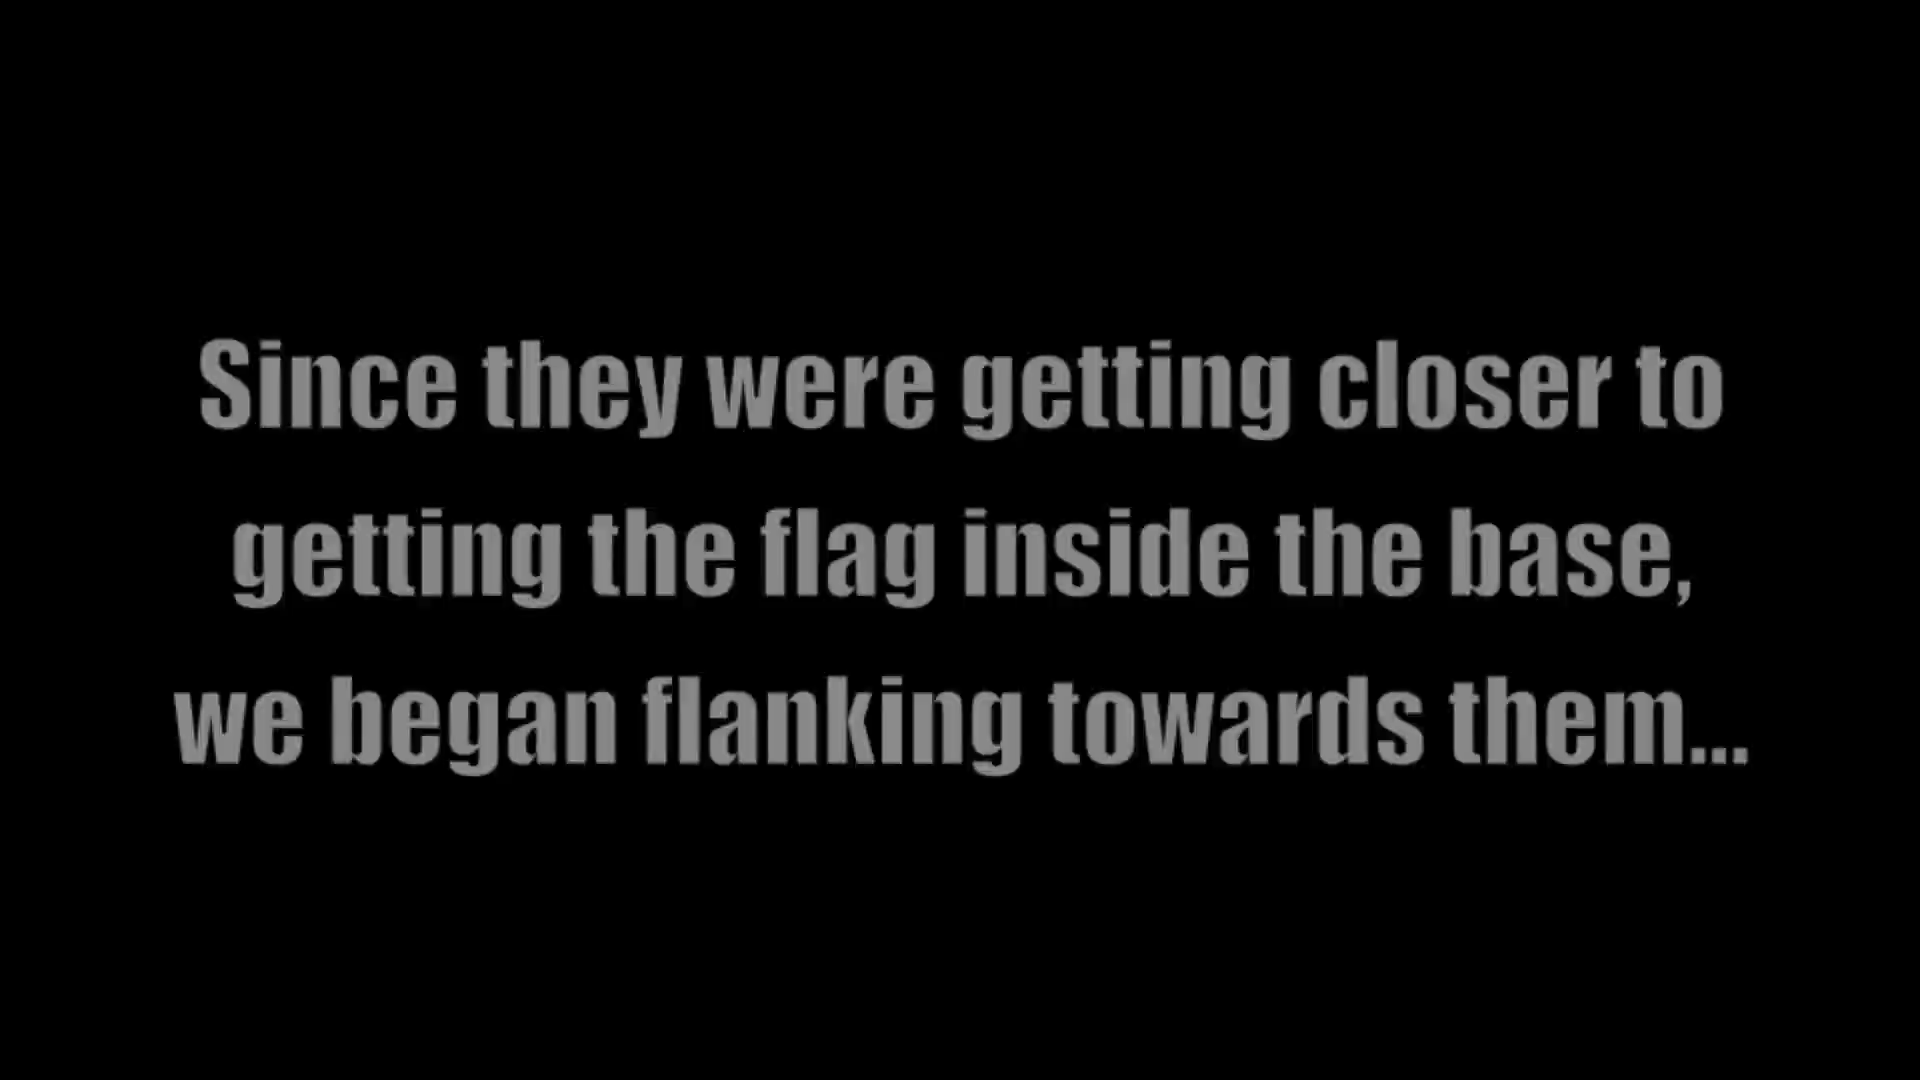 Since they were getting closer to
getting the flag inside the base,
we began flanking towards them...